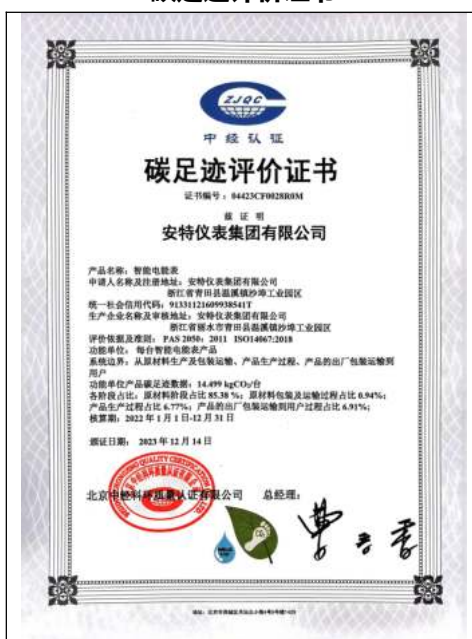 碳足迹评价证书
ZJQC
中经认证
碳足迹评价证书
证书编号：04423CF0028R0M
兹证明
安特仪表集团有限公司
产品名称：智能电能表
申请人名称及注册地址：安特仪表集团有限公司
浙江省青田县温溪镇沙埠工业园区
统一社会信用代码：91331121609938541T
生产企业名称及审核地址：安特仪表集团有限公司
浙江省丽水市青田县温溪镇沙埠工业园区
评价依据及准则：PAS 2050：2011 ISO14067:2018
功能单位：每台智能电能表产品
系统边界：从原材料生产及包装运输、产品生产过程、产品的出厂包装运输到
用户
功能单位产品碳足迹数据：14.499 kgCO₂/台
各阶段占比：原材料阶段占比 85.38 %；原材料包装及运输过程占比 0.94%；
产品生产过程占比 6.77%；产品的出厂包装运输到用户过程占比 6.91%；
核算期：2022 年 1 月 1 日-12 月 31 日
颁证日期：2023 年 12 月 14 日
北京中经科环质量认证有限公司 总经理：